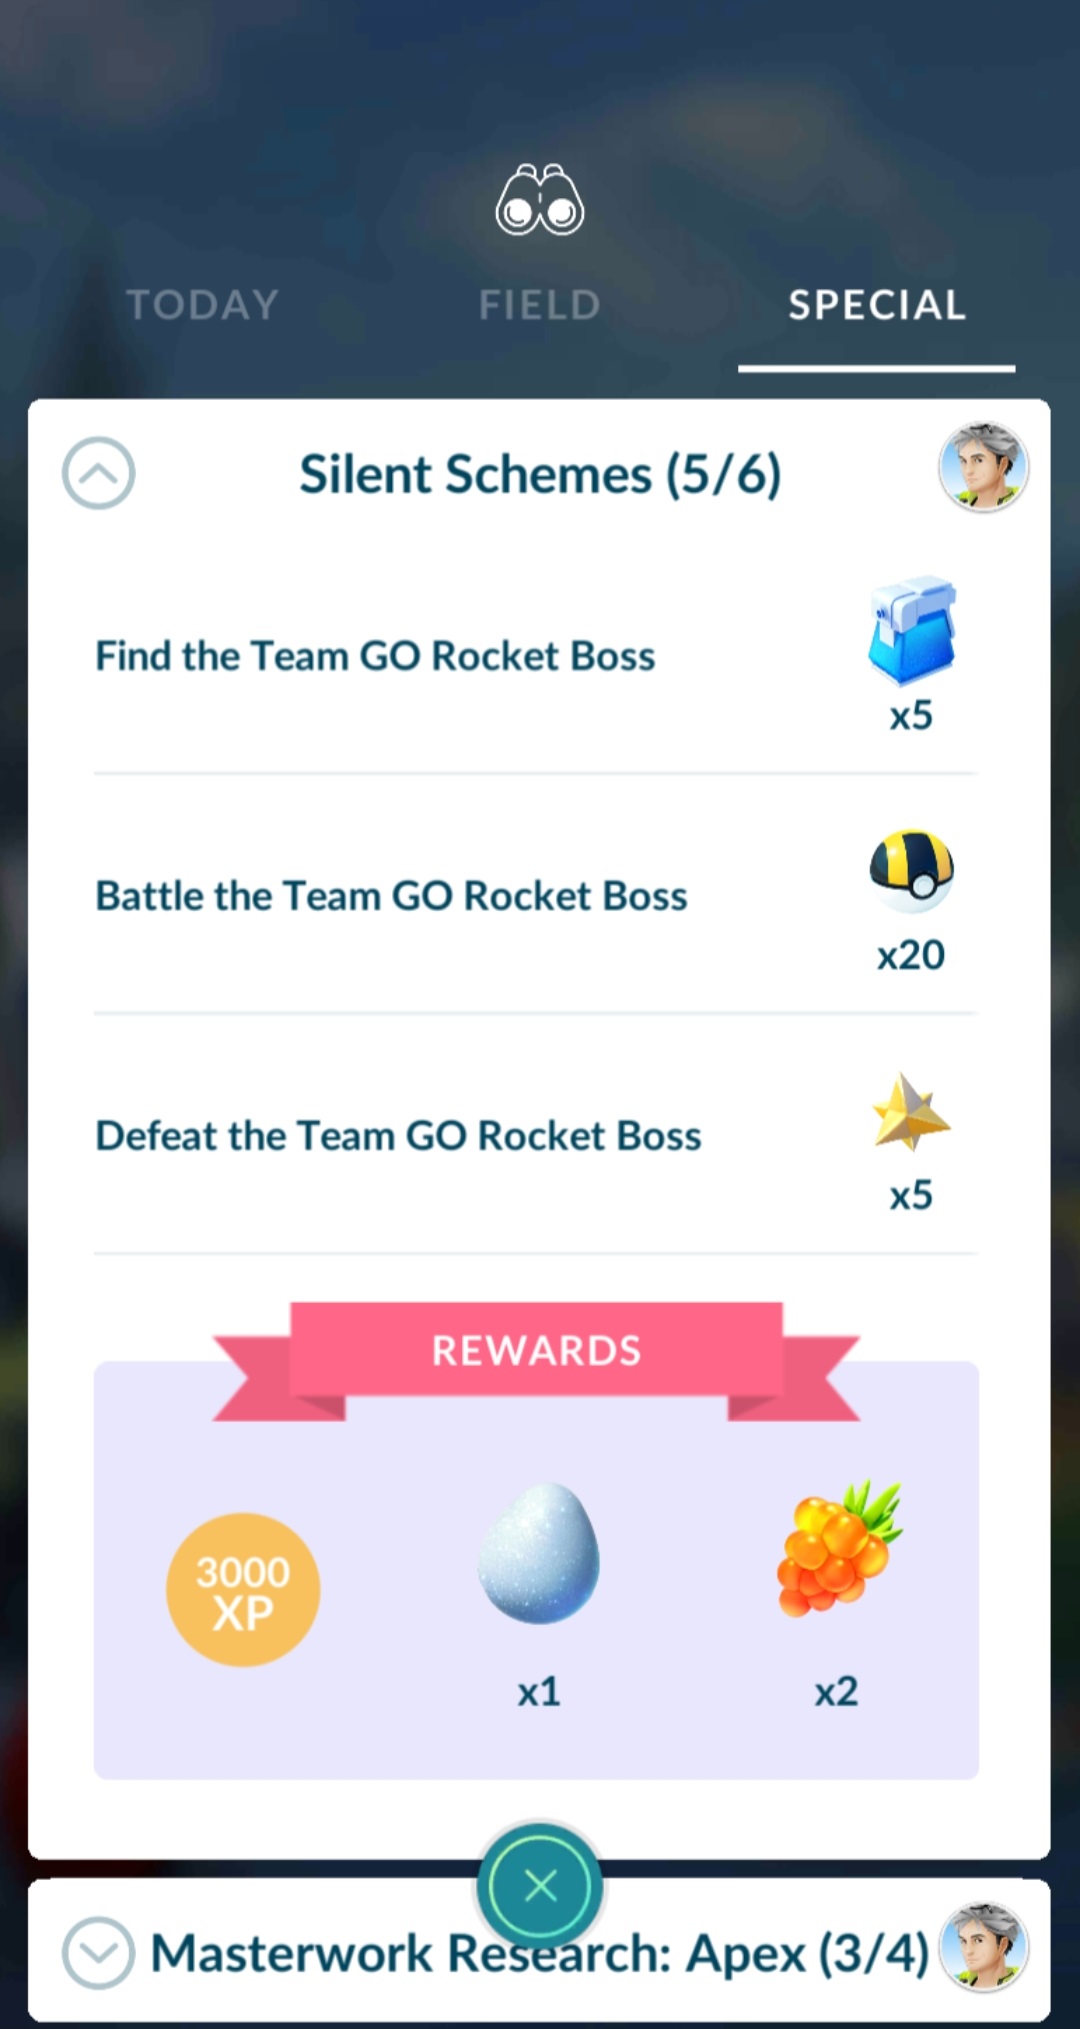 TODAY
FIELD
SPECIAL
Silent Schemes (5/6)
Find the Team GO Rocket Boss
x5
Battle the Team GO Rocket Boss
x20
Defeat the Team GO Rocket Boss
x5
REWARDS
3000
XP
x1
x2
Masterwork Research: Apex (3/4)